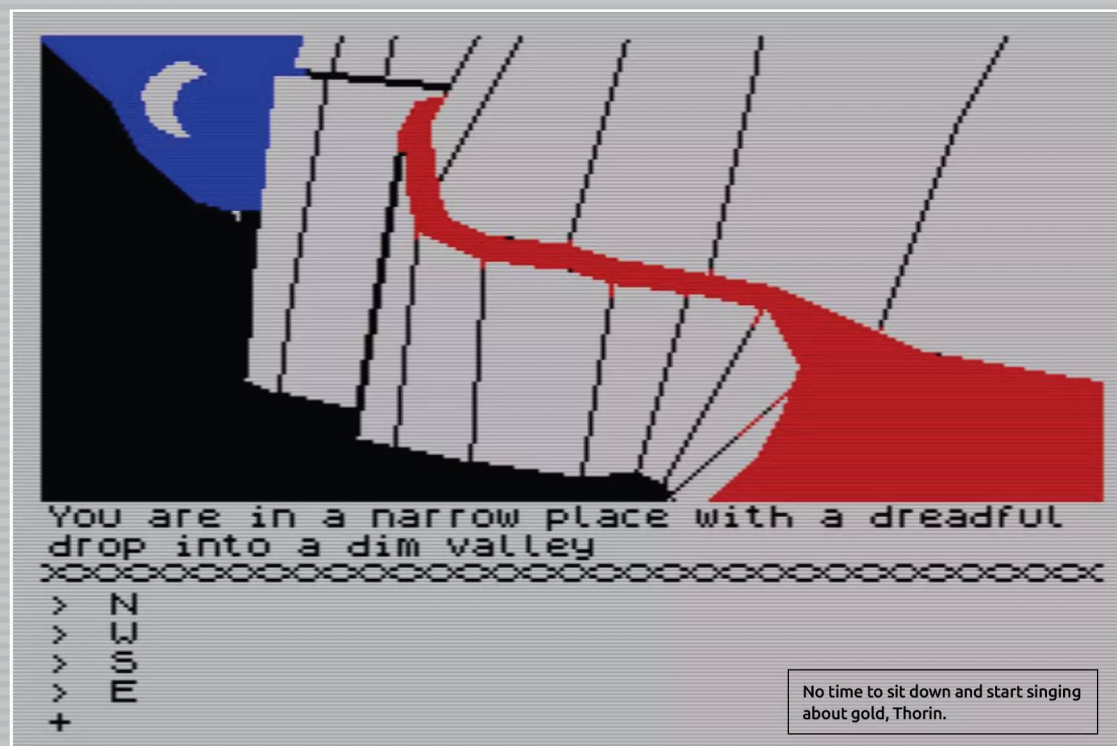 You are in a narrow place with a dreadful
drop into a dim valley
> N
> W
> S
> E
+
No time to sit down and start singing
about gold, Thorin.